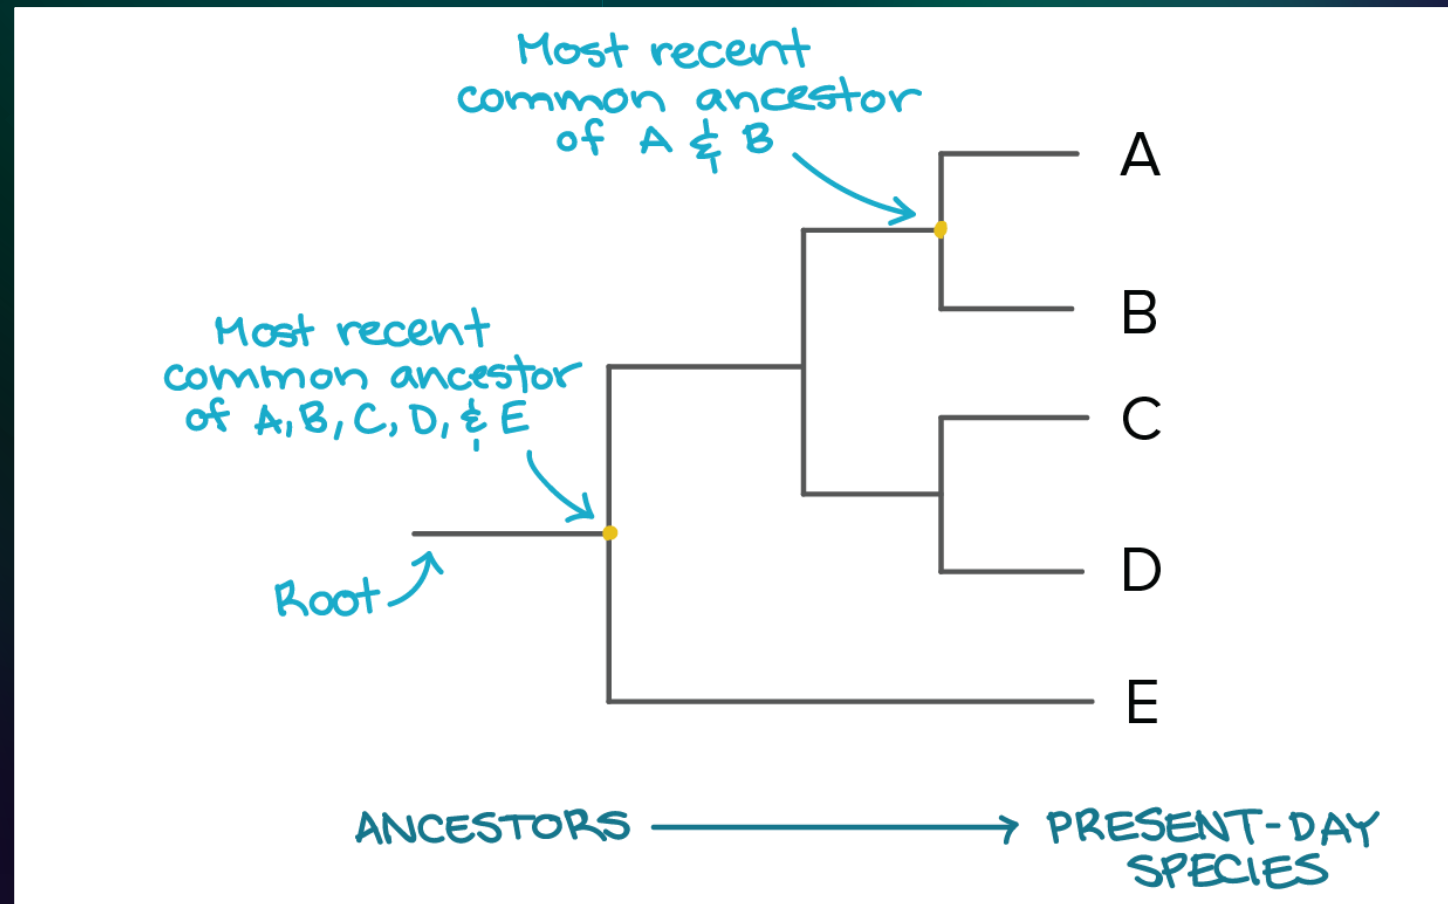 Most recent
common ancestor
of A & B
A
B
Most recent
common ancestor
of A, B, C, D, & E
C
Root
D
E
ANCESTORS
PRESENT-DAY
SPECIES